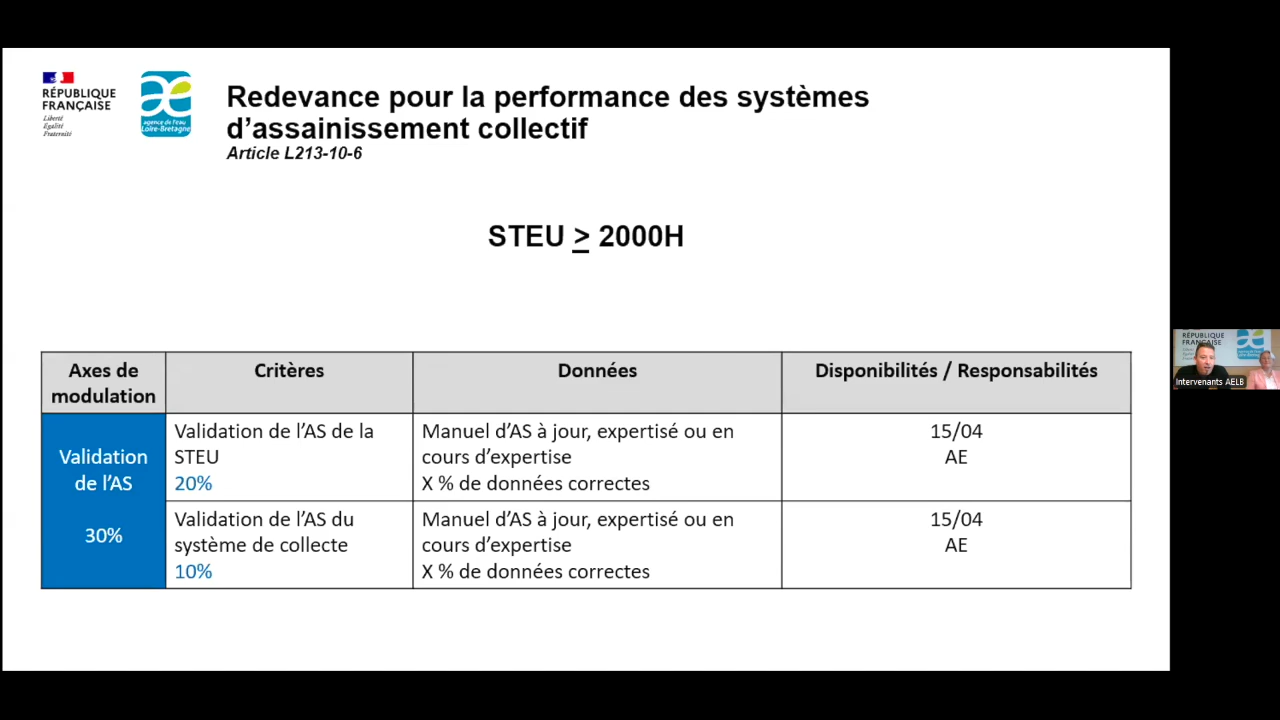 RÉPUBLIQUE
FRANÇAISE
Liberté
Égalité
Fraternité
agence de l'eau
Loire-Bretagne
Redevance pour la performance des systèmes
d'assainissement collectif
Article L213-10-6
STEU ≥ 2000H
Axes de
modulation
Critères
Données
Disponibilités / Responsabilités
Validation
de l'AS
30%
Validation de l'AS de la
STEU
20%
Manuel d'AS à jour, expertisé ou en
cours d'expertise
X % de données correctes
15/04
AE
Validation de l'AS du
système de collecte
10%
Manuel d'AS à jour, expertisé ou en
cours d'expertise
X % de données correctes
15/04
AE
RÉPUBLIQUE
FRANÇAISE
Intervenants AELB